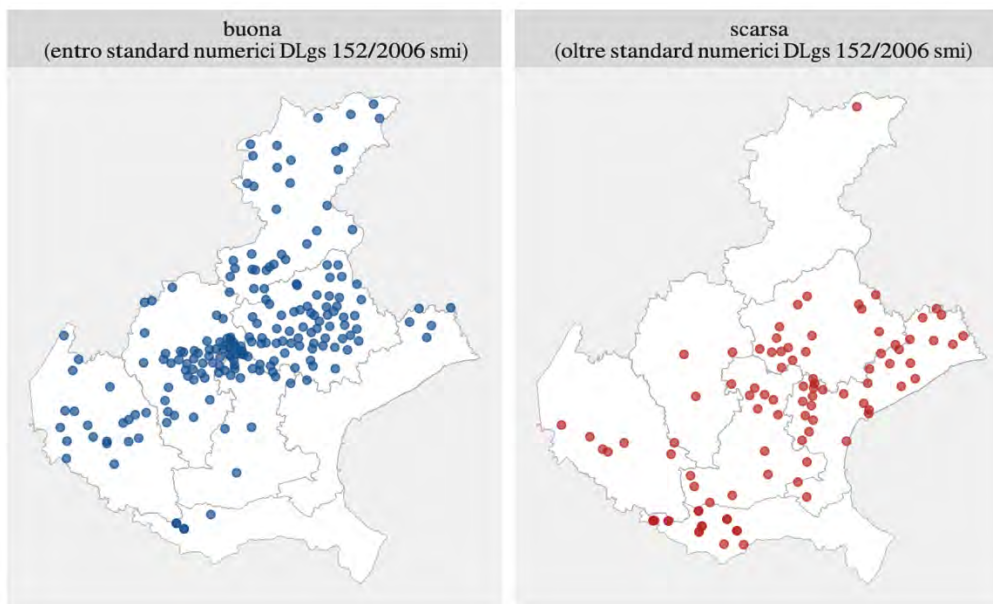 buona
(entro standard numerici DLgs 152/2006 smi)
scarsa
(oltre standard numerici DLgs 152/2006 smi)